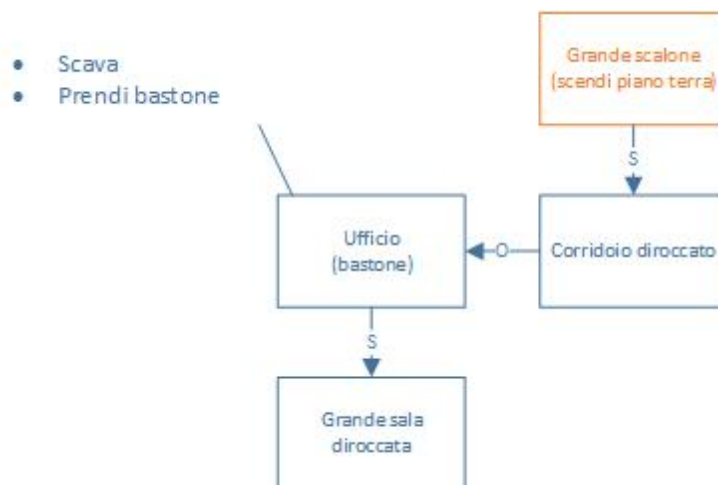 Scava
Prendi bastone
Grande scalone
(scendi piano terra)
S
Ufficio
(bastone)
O
Corridoio diroccato
S
Grande sala
diroccata